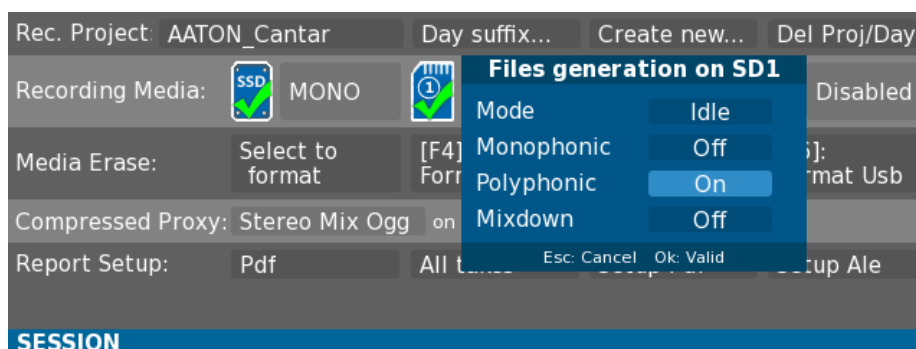 Rec. Project: AATON_Cantar Day suffix... Create new... Del Proj/Day
Recording Media: SSD MONO 1 Disabled
Files generation on SD1
Mode Idle
Monophonic Off
Polyphonic On
Mixdown Off
Esc: Cancel Ok: Valid
Media Erase: Select to format [F4] rmat Usb
Compressed Proxy: Stereo Mix Ogg on
Report Setup: Pdf All Ale
SESSION